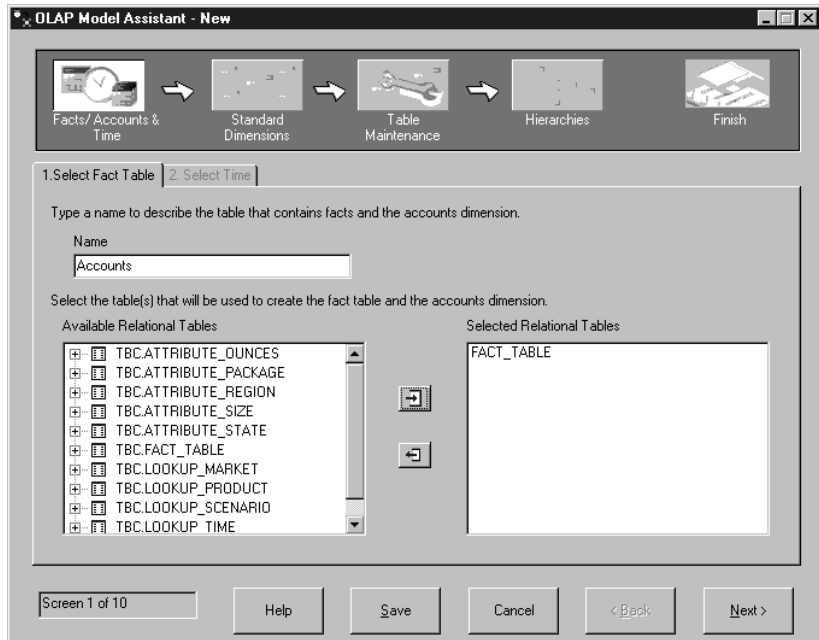 OLAP Model Assistant - New
Facts/Accounts &
Time
Standard
Dimensions
Table
Maintenance
Hierarchies
Finish
1.Select Fact Table
2. Select Time
Type a name to describe the table that contains facts and the accounts dimension.
Name
Accounts
Select the table(s) that will be used to create the fact table and the accounts dimension.
Available Relational Tables
Selected Relational Tables
TBC.ATTRIBUTE_OUNCES
TBC.ATTRIBUTE_PACKAGE
TBC.ATTRIBUTE_REGION
TBC.ATTRIBUTE_SIZE
TBC.ATTRIBUTE_STATE
TBC.FACT_TABLE
TBC.LOOKUP_MARKET
TBC.LOOKUP_PRODUCT
TBC.LOOKUP_SCENARIO
TBC.LOOKUP_TIME
FACT_TABLE
Screen 1 of 10
Help
Save
Cancel
< Back
Next >